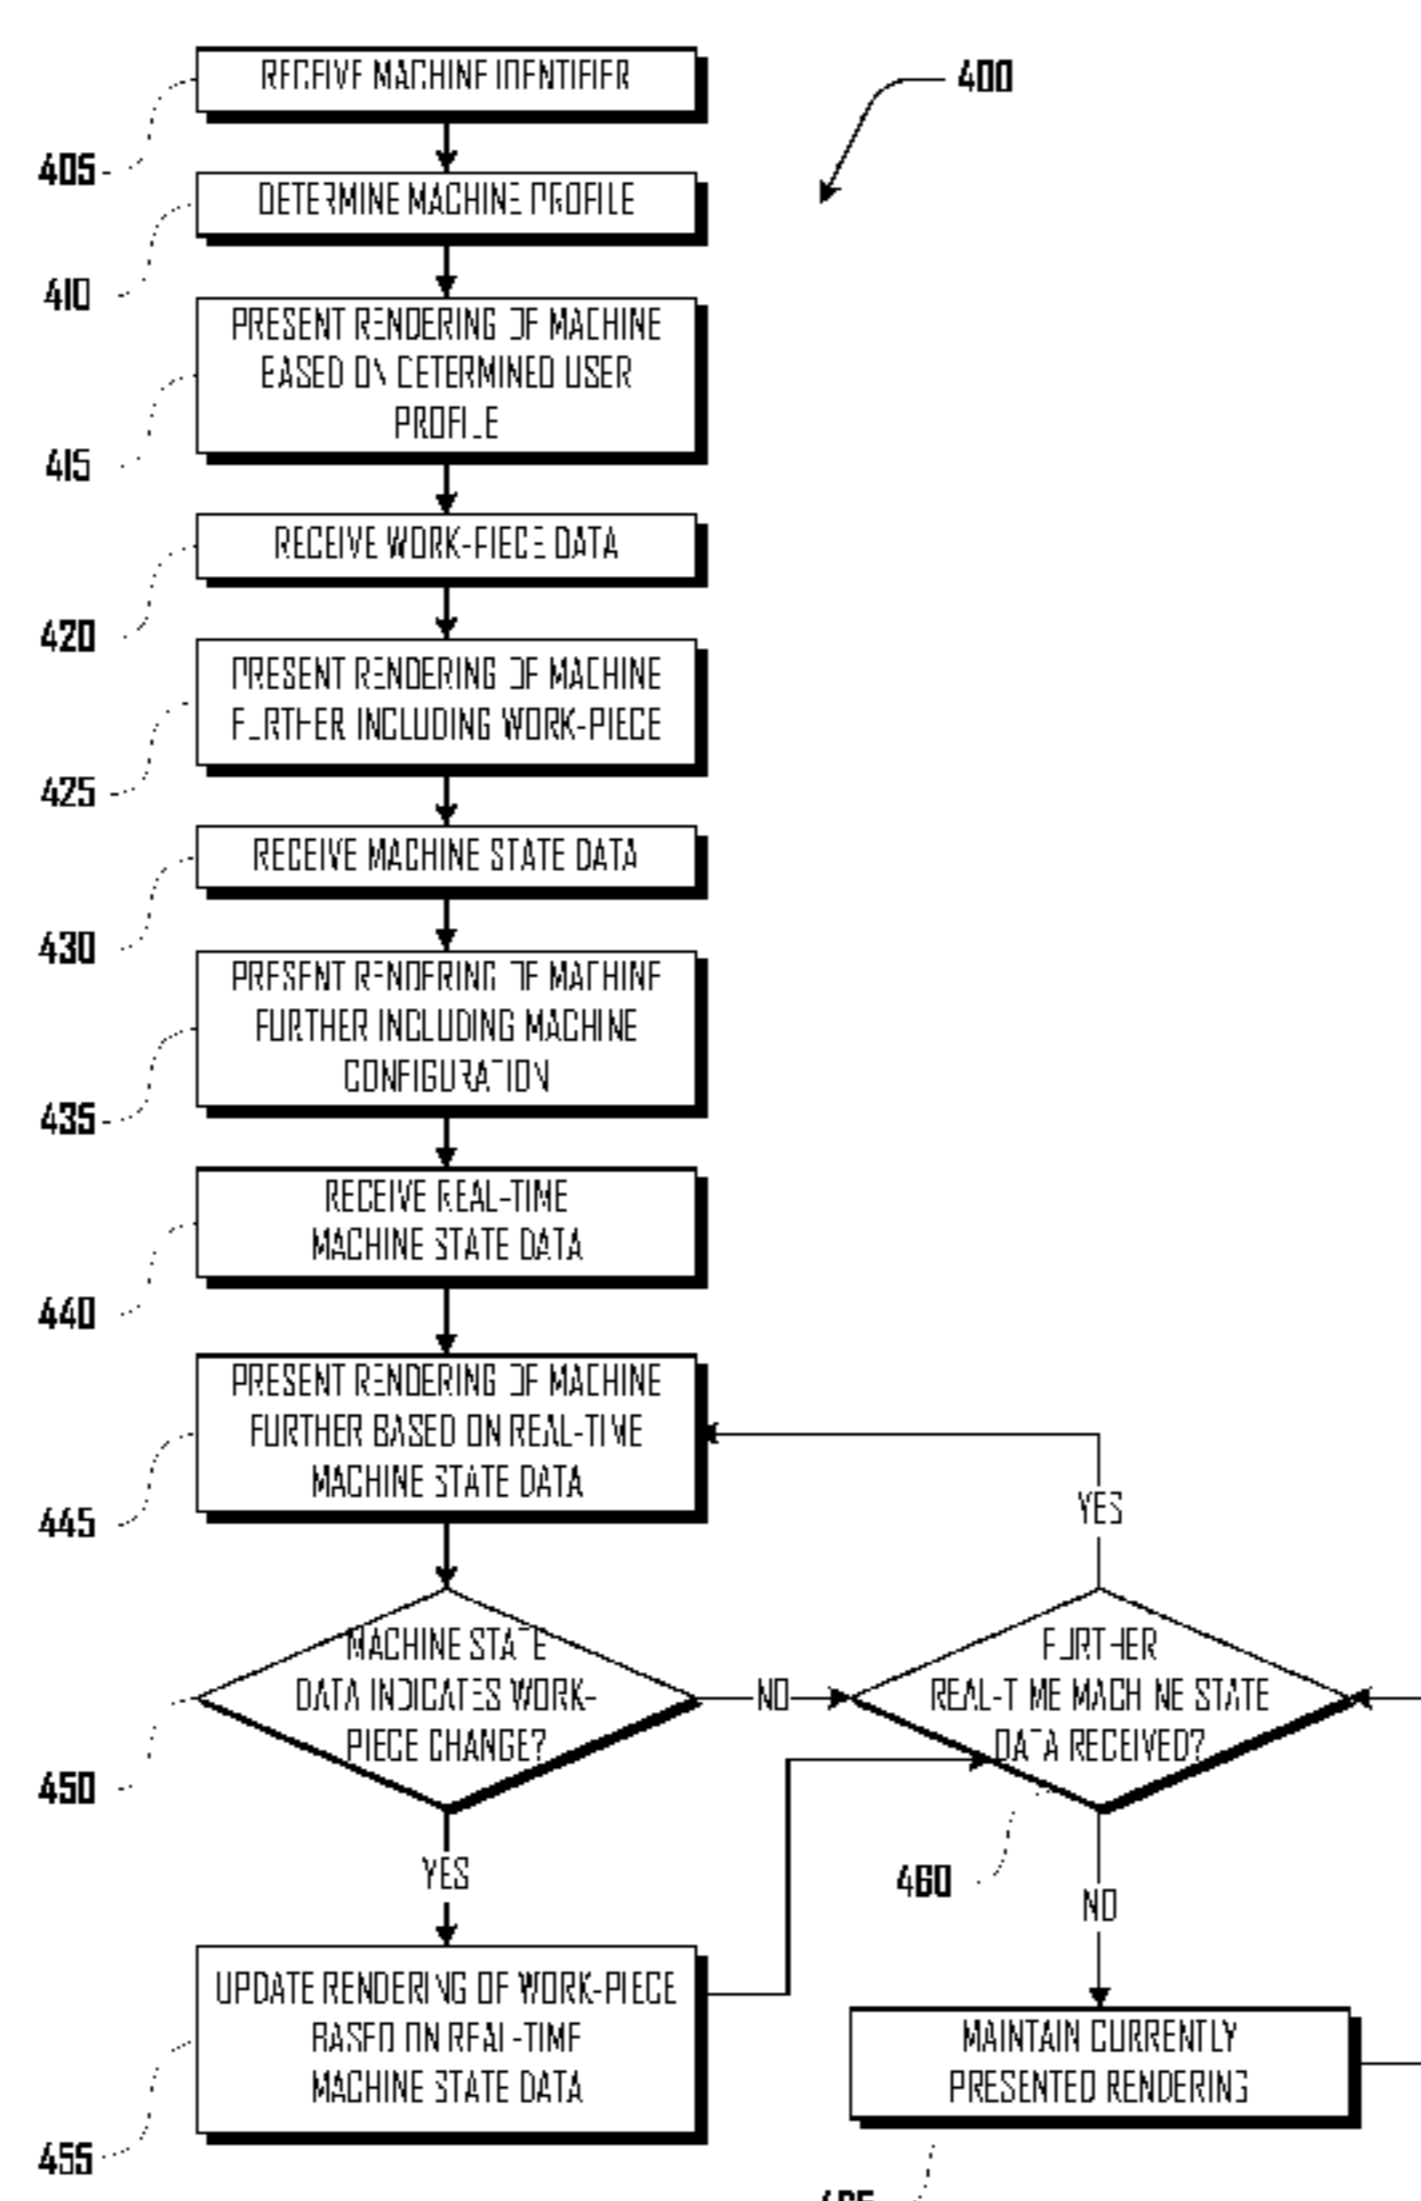 RECEIVE MACHINE IDENTIFIER
400
405
DETERMINE MACHINE PROFILE
410
PRESENT RENDERING OF MACHINE
BASED ON DETERMINED USER
PROFILE
415
RECEIVE WORK-PIECE DATA
420
PRESENT RENDERING OF MACHINE
FURTHER INCLUDING WORK-PIECE
425
RECEIVE MACHINE STATE DATA
430
PRESENT RENDERING OF MACHINE
FURTHER INCLUDING MACHINE
CONFIGURATION
435
RECEIVE REAL-TIME
MACHINE STATE DATA
440
PRESENT RENDERING OF MACHINE
FURTHER BASED ON REAL-TIME
MACHINE STATE DATA
445
YES
MACHINE STATE
DATA INDICATES WORK-
PIECE CHANGE?
450
NO
FURTHER
REAL-TIME MACHINE STATE
DATA RECEIVED?
460
YES
NO
UPDATE RENDERING OF WORK-PIECE
BASED ON REAL-TIME
MACHINE STATE DATA
455
MAINTAIN CURRENTLY
PRESENTED RENDERING